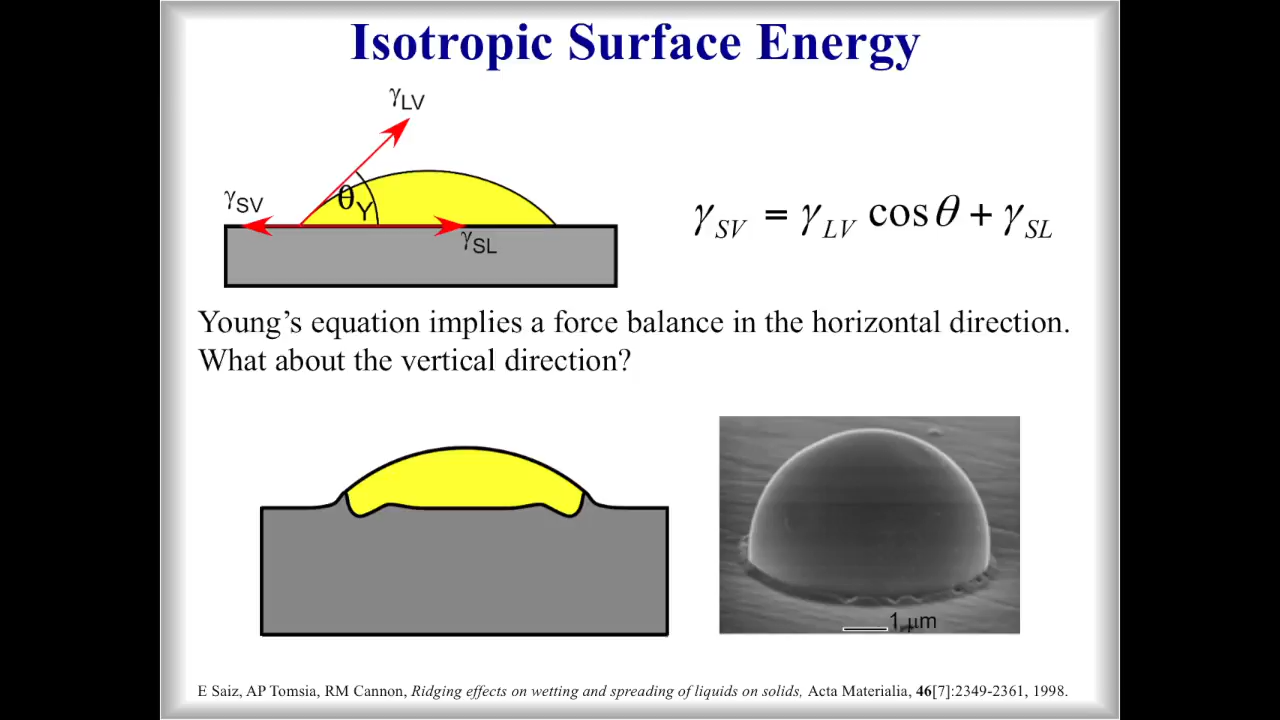 Isotropic Surface Energy
γLV
γSV
θY
γSL
γSV = γLV cosθ + γSL
Young’s equation implies a force balance in the horizontal direction.
What about the vertical direction?
1 μm
E Saiz, AP Tomsia, RM Cannon, Ridging effects on wetting and spreading of liquids on solids, Acta Materialia, 46[7]:2349-2361, 1998.